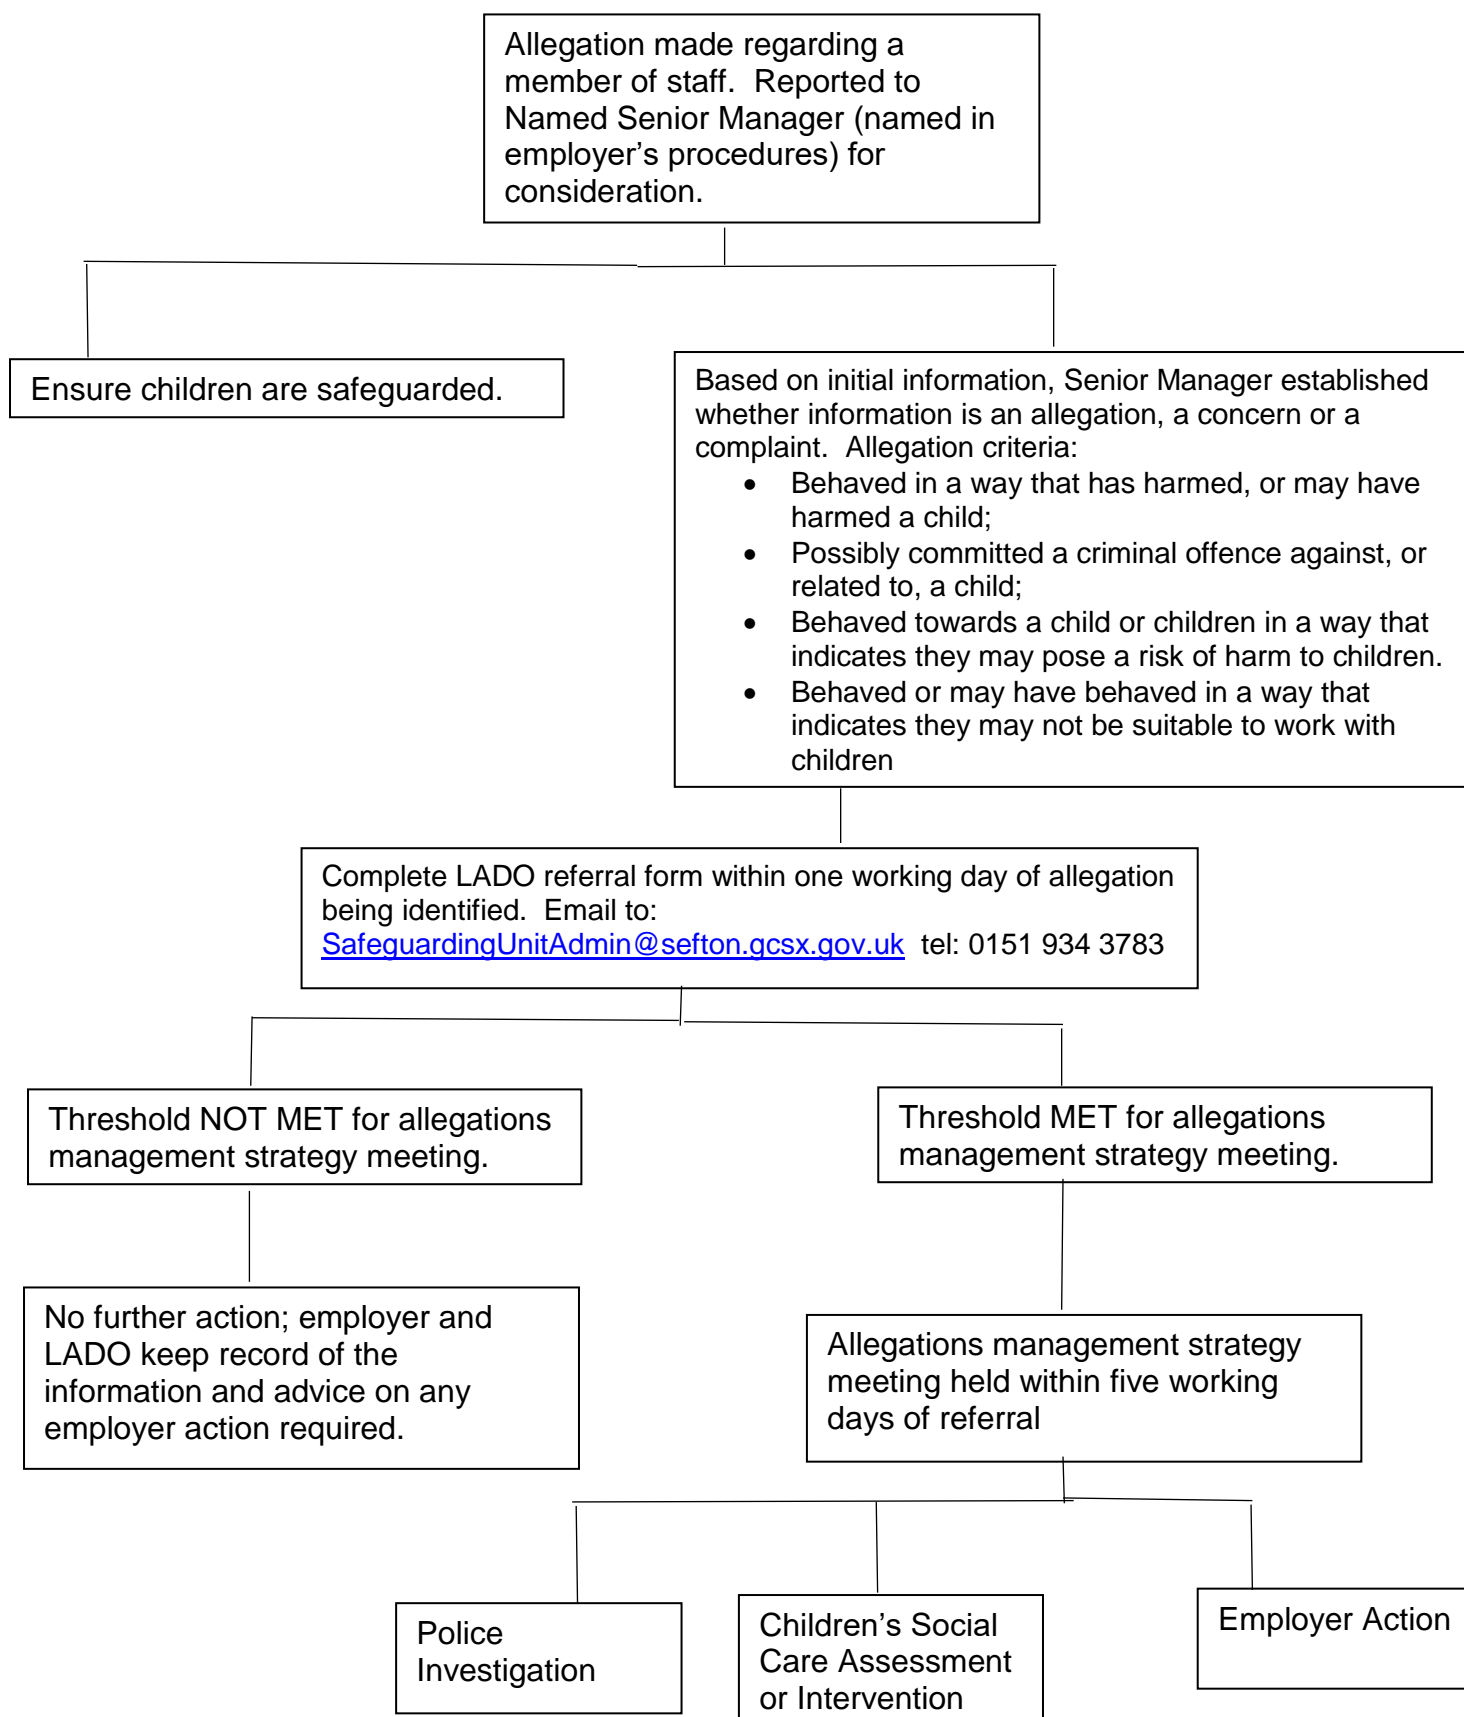 Allegation made regarding a
member of staff.  Reported to
Named Senior Manager (named in
employer’s procedures) for
consideration.
Ensure children are safeguarded.
Based on initial information, Senior Manager established
whether information is an allegation, a concern or a
complaint.  Allegation criteria:
• Behaved in a way that has harmed, or may have
harmed a child;
• Possibly committed a criminal offence against, or
related to, a child;
• Behaved towards a child or children in a way that
indicates they may pose a risk of harm to children.
• Behaved or may have behaved in a way that
indicates they may not be suitable to work with
children
Complete LADO referral form within one working day of allegation
being identified.  Email to:
SafeguardingUnitAdmin@sefton.gcsx.gov.uk  tel: 0151 934 3783
Threshold NOT MET for allegations
management strategy meeting.
Threshold MET for allegations
management strategy meeting.
No further action; employer and
LADO keep record of the
information and advice on any
employer action required.
Allegations management strategy
meeting held within five working
days of referral
Police
Investigation
Children’s Social
Care Assessment
or Intervention
Employer Action